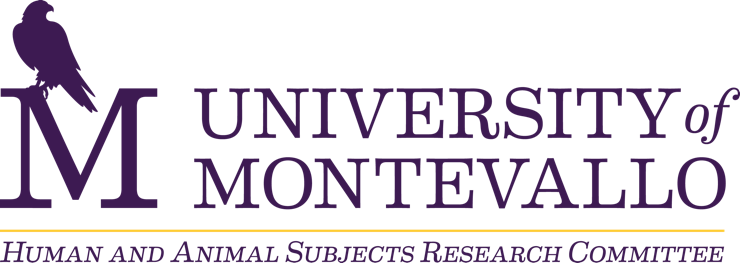 M
UNIVERSITY of
MONTEVALLO
HUMAN AND ANIMAL SUBJECTS RESEARCH COMMITTEE